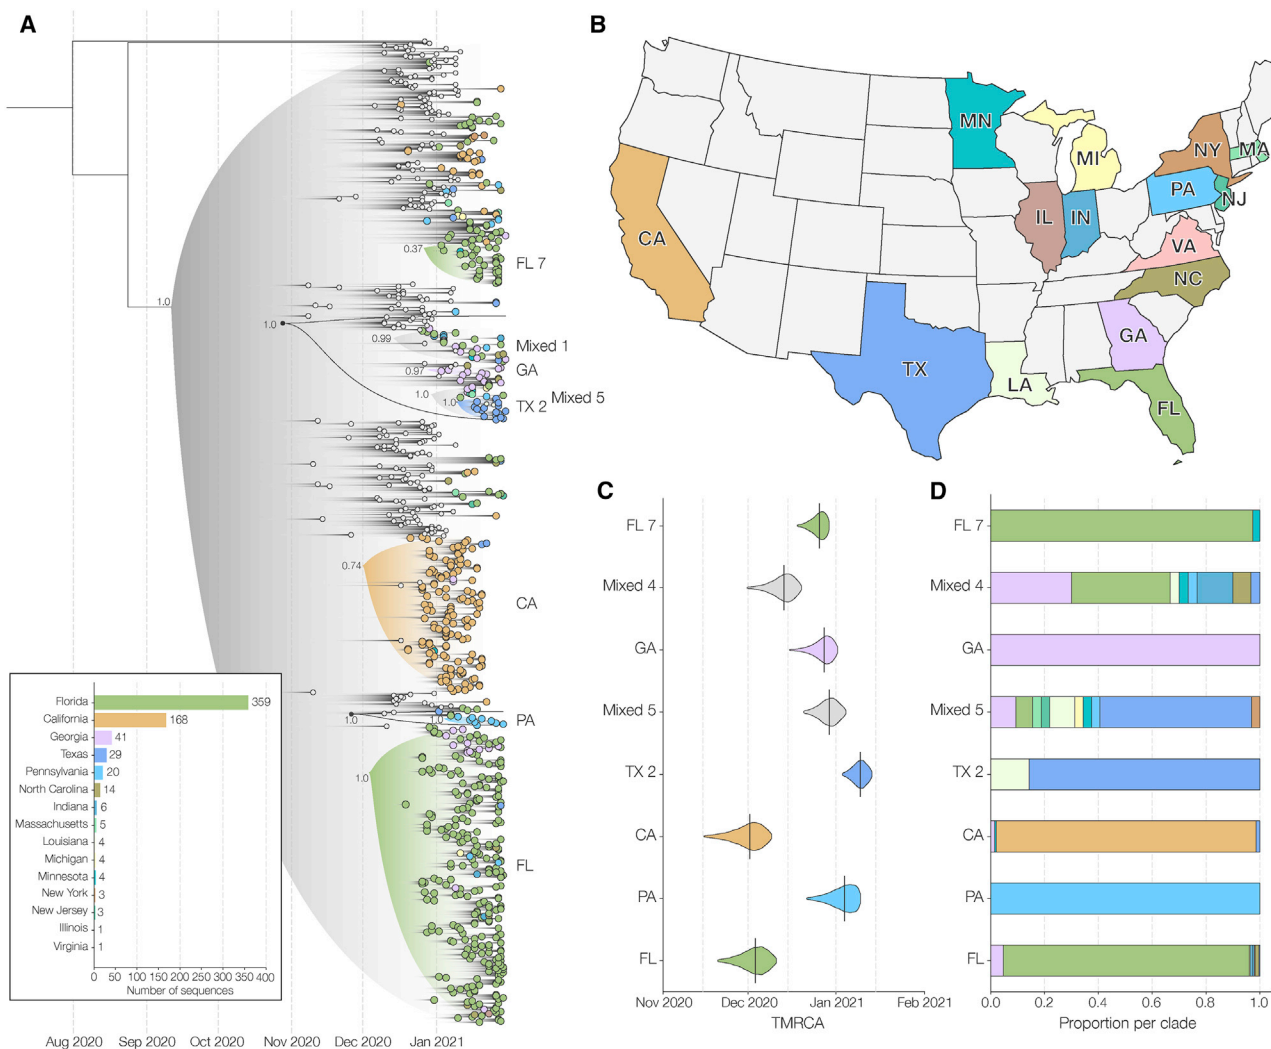 A
1.0
0.37
FL 7
1.0
0.99
Mixed 1
0.97
GA
1.0
1.0
Mixed 5
TX 2
0.74
CA
1.0
1.0
PA
1.0
FL
Florida 359
California 168
Georgia 41
Texas 29
Pennsylvania 20
North Carolina 14
Indiana 6
Massachusetts 5
Louisiana 4
Michigan 4
Minnesota 4
New York 3
New Jersey 3
Illinois 1
Virginia 1
0 50 100 150 200 250 300 350 400
Number of sequences
Aug 2020 Sep 2020 Oct 2020 Nov 2020 Dec 2020 Jan 2021
B
MN
MI
NY
MA
PA
NJ
IL
IN
CA
VA
NC
GA
TX
LA
FL
C
FL 7
Mixed 4
GA
Mixed 5
TX 2
CA
PA
FL
Nov 2020 Dec 2020 Jan 2021 Feb 2021
TMRCA
D
FL 7
Mixed 4
GA
Mixed 5
TX 2
CA
PA
FL
0.0 0.2 0.4 0.6 0.8 1.0
Proportion per clade